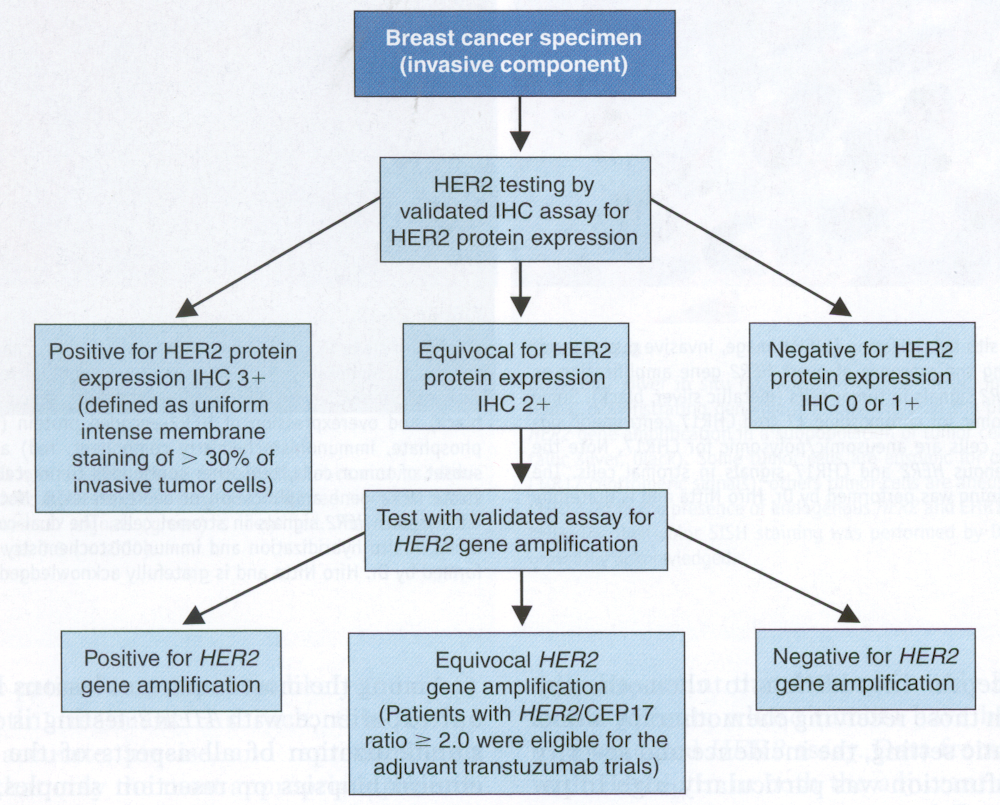 Breast cancer specimen
(invasive component)
HER2 testing by
validated IHC assay for
HER2 protein expression
Positive for HER2 protein
expression IHC 3+
(defined as uniform
intense membrane
staining of > 30% of
invasive tumor cells)
Equivocal for HER2
protein expression
IHC 2+
Negative for HER2
protein expression
IHC 0 or 1+
Test with validated assay for
HER2 gene amplification
Positive for HER2
gene amplification
Equivocal HER2
gene amplification
(Patients with HER2/CEP17
ratio ≥ 2.0 were eligible for the
adjuvant transtuzunab trials)
Negative for HER2
gene amplification